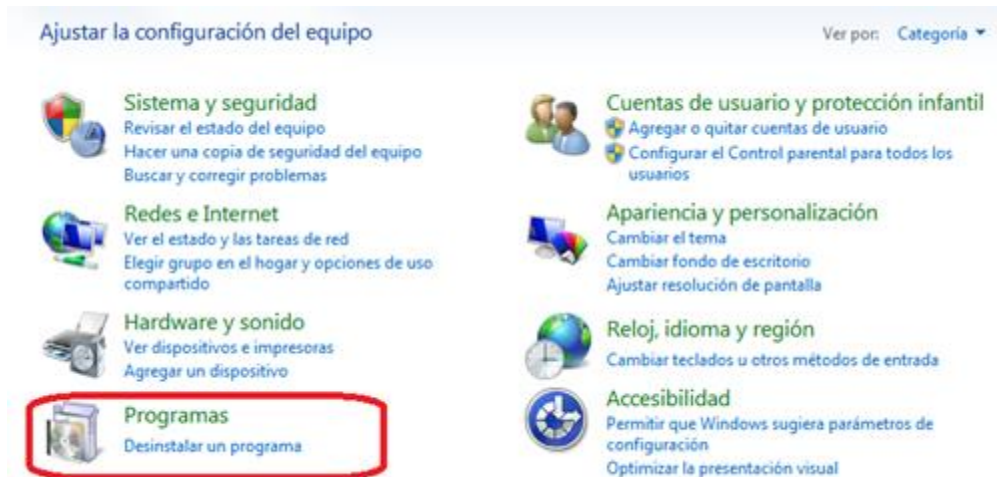 Ajustar la configuración del equipo
Ver por: Categoría
Sistema y seguridad
Revisar el estado del equipo
Hacer una copia de seguridad del equipo
Buscar y corregir problemas
Redes e Internet
Ver el estado y las tareas de red
Elegir grupo en el hogar y opciones de uso
compartido
Hardware y sonido
Ver dispositivos e impresoras
Agregar un dispositivo
Programas
Desinstalar un programa
Cuentas de usuario y protección infantil
Agregar o quitar cuentas de usuario
Configurar el Control parental para todos los
usuarios
Apariencia y personalización
Cambiar el tema
Cambiar fondo de escritorio
Ajustar resolución de pantalla
Reloj, idioma y región
Cambiar teclados u otros métodos de entrada
Accesibilidad
Permitir que Windows sugiera parámetros de
configuración
Optimizar la presentación visual